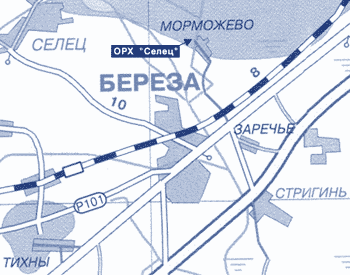 МОРМОЖЕВО
СЕЛЕЦ
ОРХ "Селец"
8
БЕРЕЗА
10
ЗАРЕЧЬЕ
СТРИГИНЬ
Р101
ТИХНЫ